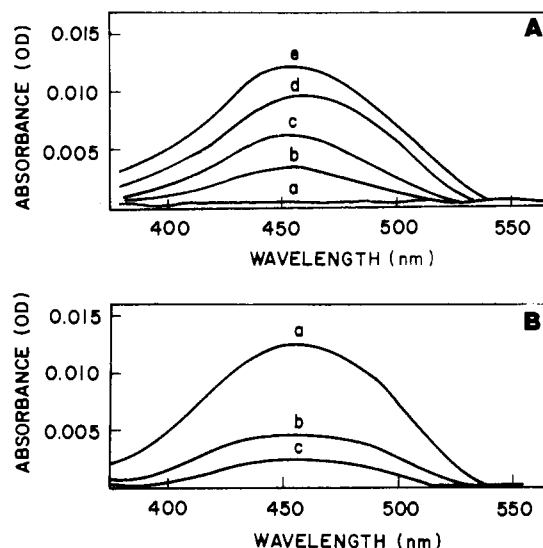 A
ABSORBANCE (OD)
0.015
0.010
0.005
e
d
c
b
a
400
450
500
550
WAVELENGTH (nm)
B
ABSORBANCE (OD)
0.015
0.010
0.005
a
b
c
400
450
500
550
WAVELENGTH (nm)